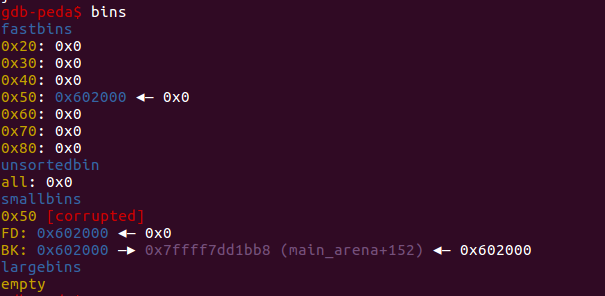 gdb-peda$ bins
fastbins
0x20: 0x0
0x30: 0x0
0x40: 0x0
0x50: 0x602000 ◂— 0x0
0x60: 0x0
0x70: 0x0
0x80: 0x0
unsortedbin
all: 0x0
smallbins
0x50 [corrupted]
FD: 0x602000 ◂— 0x0
BK: 0x602000 —▸ 0x7ffff7dd1bb8 (main_arena+152) ◂— 0x602000
largebins
empty